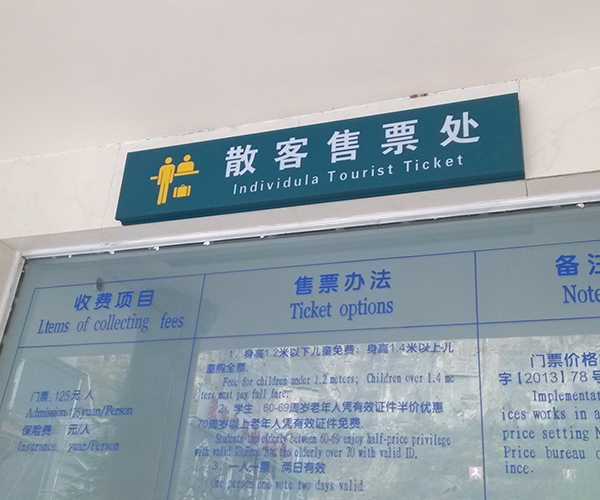 散客售票处
Individula Tourist Ticket
收费项目
I.tems of collecting fees
门票: 125元/人
Admission 125yuan/Person
保险费: 元/人
Insurance yuan/Person
售票办法
Ticket options
1、身高1.2米以下儿童免费；身高1.4米以上儿
童购全票。
Free for children under 1.2 meters; Children over 1.4 me
ters must pay full fare;
2、学生、60-69周岁老年人凭有效证件半价优惠
70周岁以上老年人凭有效证件免费.
Students the elderly between 60-69 enjoy half-price privilege
with valid ID;Free for the elderly over 70 with valid ID.
3、一人一票，两日有效
one person one vote two days valid.
备注
Note
门票价格
字［2013］78号
Implementa
ices works in a
price setting N
Price bureau o
ince.